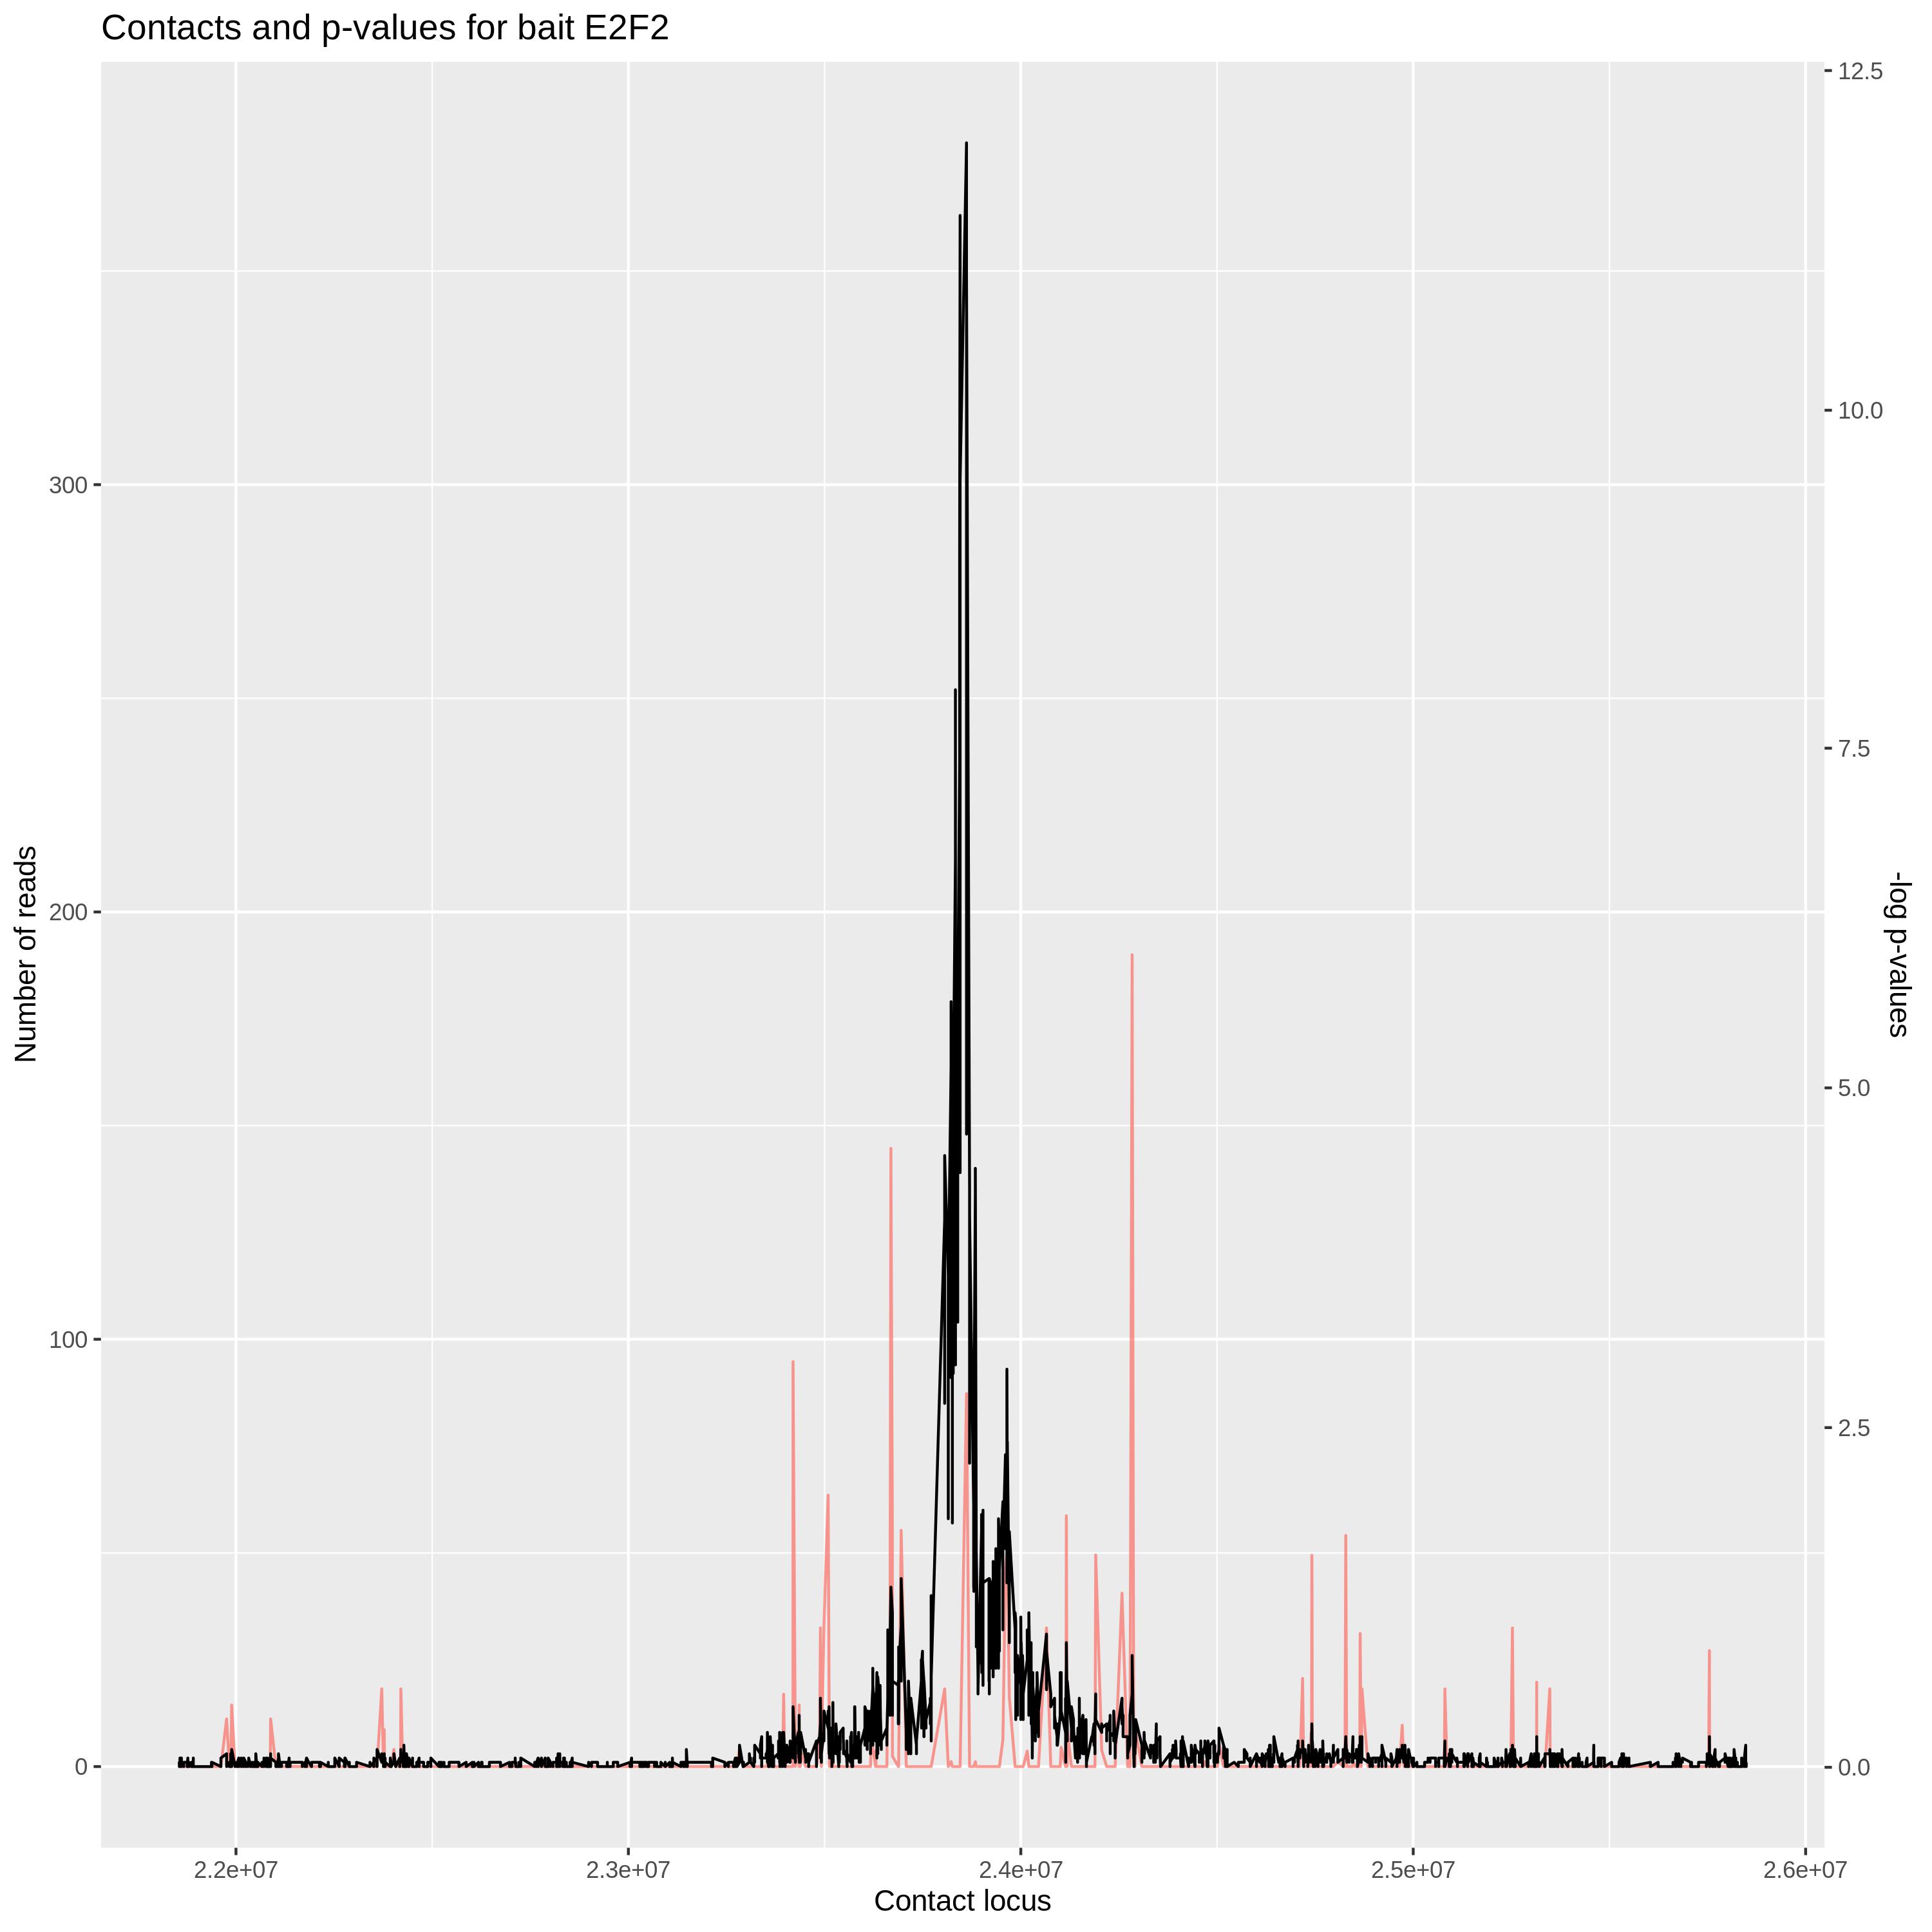 Contacts and p-values for bait E2F2
12.5
10.0
300
7.5
200
Number of reads
-log p-values
5.0
100
2.5
0
0.0
2.2e+07
2.3e+07
2.4e+07
2.5e+07
2.6e+07
Contact locus